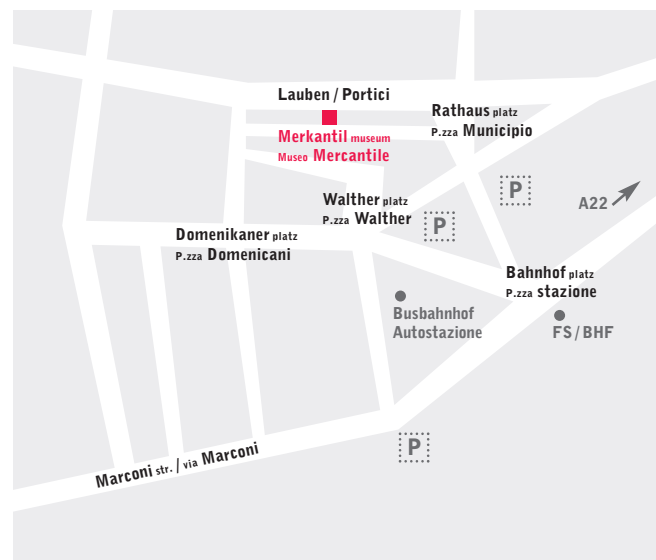 Lauben / Portici
Rathaus platz
P.zza Municipio
Merkantil museum
Museo Mercantile
P
A22
Walther platz
P.zza Walther
P
Domenikaner platz
P.zza Domenicani
Bahnhof platz
P.zza stazione
Busbahnhof
Autostazione
FS / BHF
P
Marconi str. / via Marconi